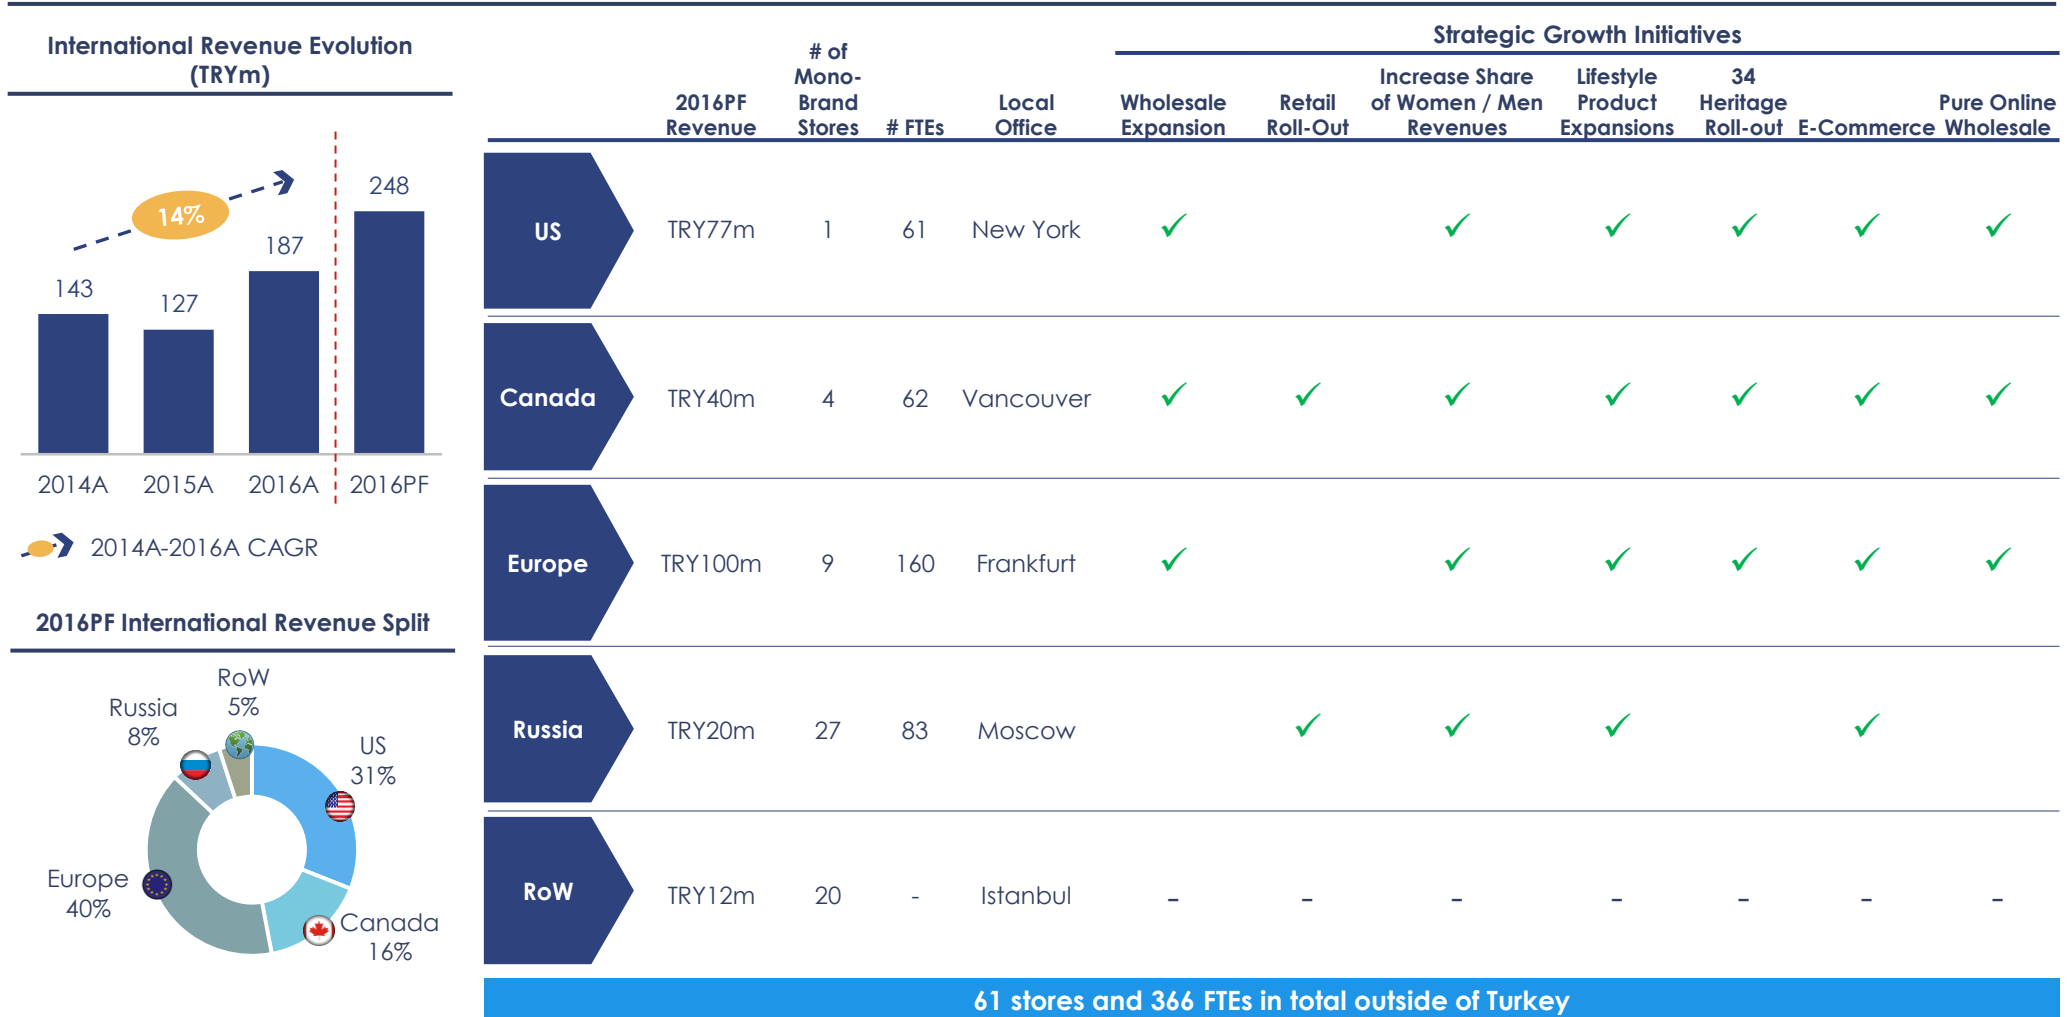 International Revenue Evolution
(TRYm)
14%
143
127
187
248
2014A 2015A 2016A 2016PF
2014A-2016A CAGR
2016PF International Revenue Split
RoW
5%
Russia
8%
US
31%
Europe
40%
Canada
16%
Strategic Growth Initiatives
2016PF
Revenue
# of
Mono-
Brand
Stores
# FTEs
Local
Office
Wholesale
Expansion
Retail
Roll-Out
Increase Share
of Women / Men
Revenues
Lifestyle
Product
Expansions
34
Heritage
Roll-out
E-Commerce
Pure Online
Wholesale
US TRY77m 1 61 New York ✓ ✓ ✓ ✓ ✓ ✓
Canada TRY40m 4 62 Vancouver ✓ ✓ ✓ ✓ ✓ ✓ ✓
Europe TRY100m 9 160 Frankfurt ✓ ✓ ✓ ✓ ✓ ✓
Russia TRY20m 27 83 Moscow ✓ ✓ ✓ ✓
RoW TRY12m 20 - Istanbul - - - - - - -
61 stores and 366 FTEs in total outside of Turkey